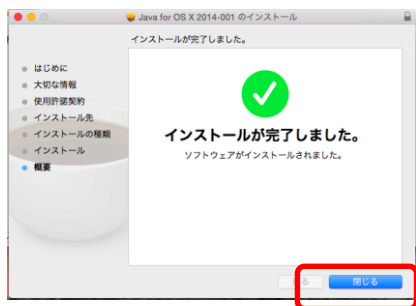 Java for OS X 2014-001 のインストール
インストールが完了しました。
はじめに
大切な情報
使用許諾契約
インストール先
インストールの種類
インストール
概要
インストールが完了しました。
ソフトウェアがインストールされました。
戻る
閉じる